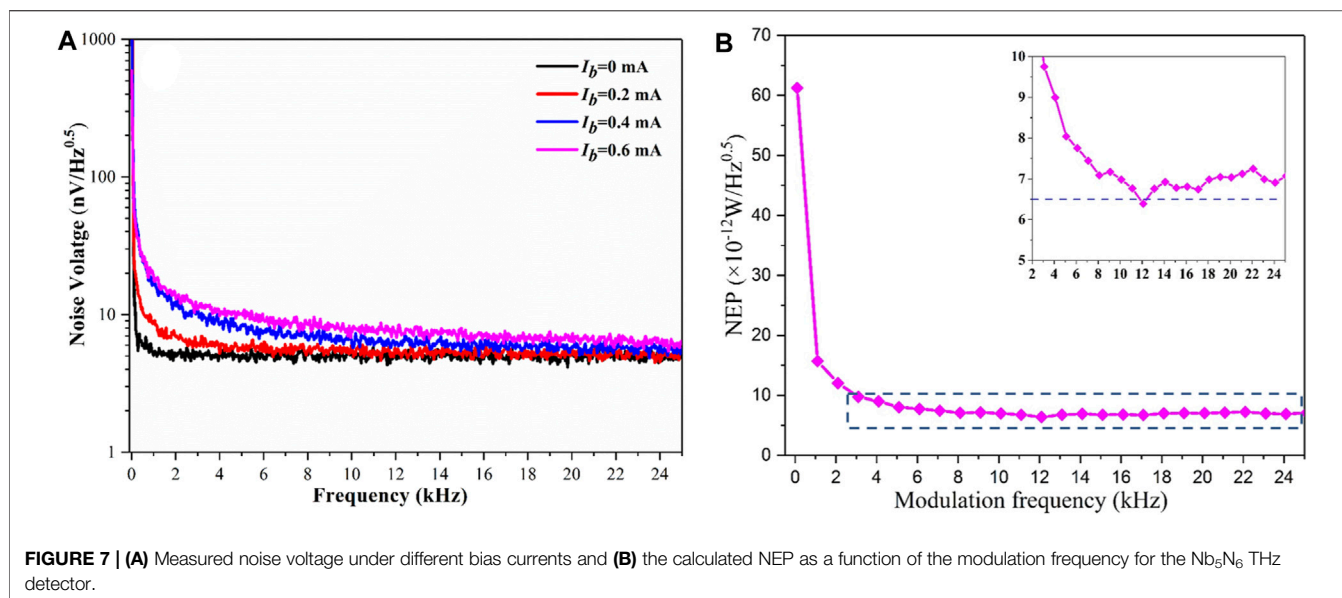 A
1000
100
10
1
Noise Volatge (nV/Hz^0.5)
I_b=0 mA
I_b=0.2 mA
I_b=0.4 mA
I_b=0.6 mA
0 2 4 6 8 10 12 14 16 18 20 22 24
Frequency (kHz)
B
70
60
50
40
30
20
10
0
NEP (×10^-12W/Hz^0.5)
10
9
8
7
6
5
2 4 6 8 10 12 14 16 18 20 22 24
0 2 4 6 8 10 12 14 16 18 20 22 24
Modulation frequency (kHz)
FIGURE 7 | (A) Measured noise voltage under different bias currents and (B) the calculated NEP as a function of the modulation frequency for the Nb₅N₆ THz
detector.